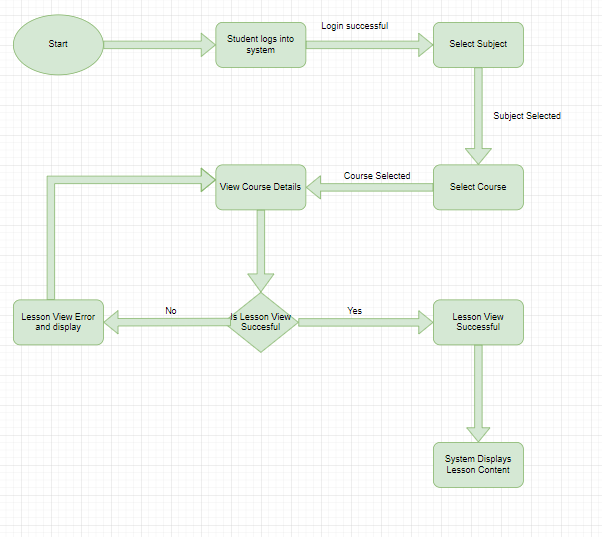 Start
Student logs into
system
Login successful
Select Subject
Subject Selected
Select Course
Course Selected
View Course Details
Is Lesson View
Succesful
No
Lesson View Error
and display
Yes
Lesson View
Successful
System Displays
Lesson Content